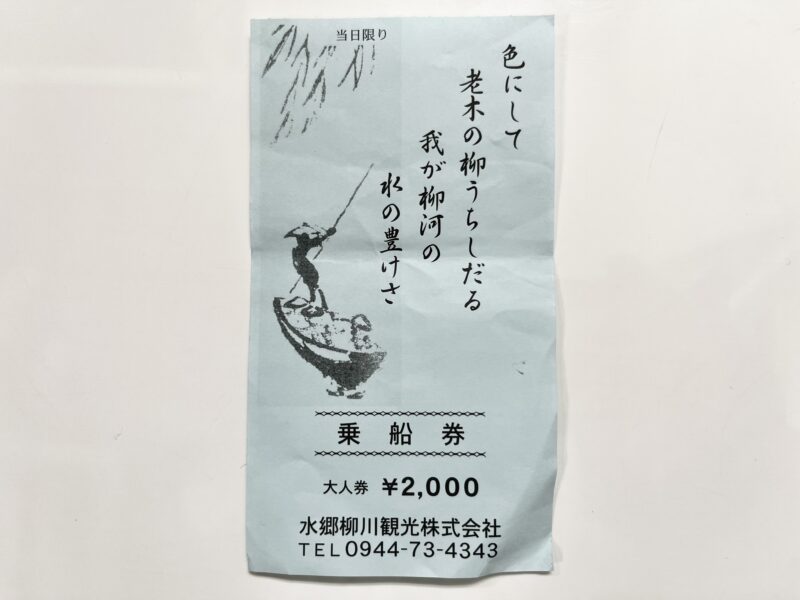 当日限り
色にして
老木の柳うちしだる
我が柳河の
水の豊けさ
乗船券
大人券 ¥2,000
水郷柳川観光株式会社
TEL0944-73-4343